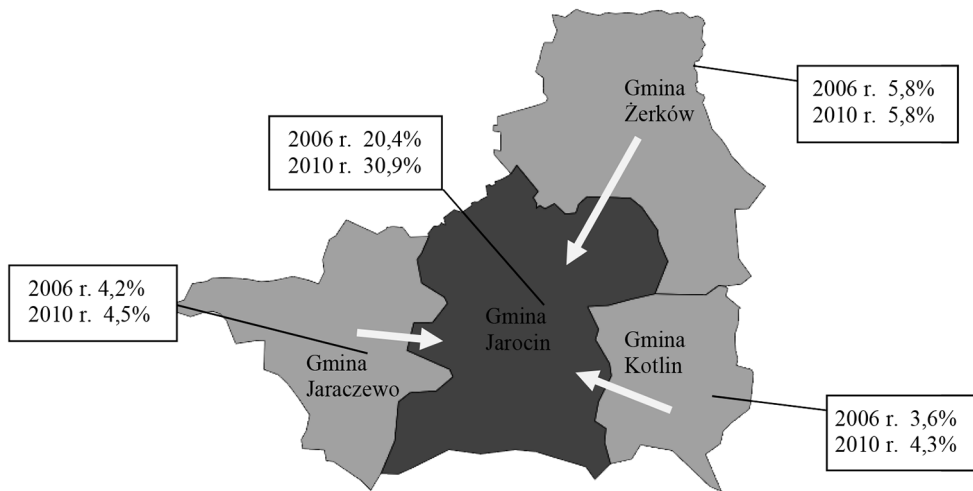 Gmina
Żerków
2006 r. 5,8%
2010 r. 5,8%
2006 r. 20,4%
2010 r. 30,9%
2006 r. 4,2%
2010 r. 4,5%
Gmina
Jarocin
Gmina
Kotlin
Gmina
Jaraczewo
2006 r. 3,6%
2010 r. 4,3%